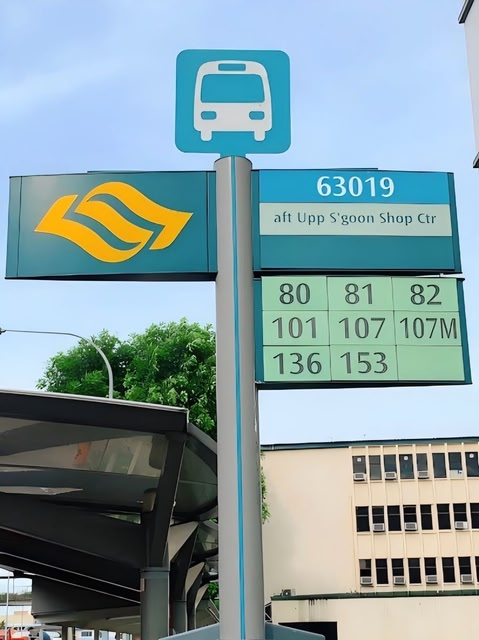 63019
aft Upp S'goon Shop Ctr
80 81 82
101 107 107M
136 153